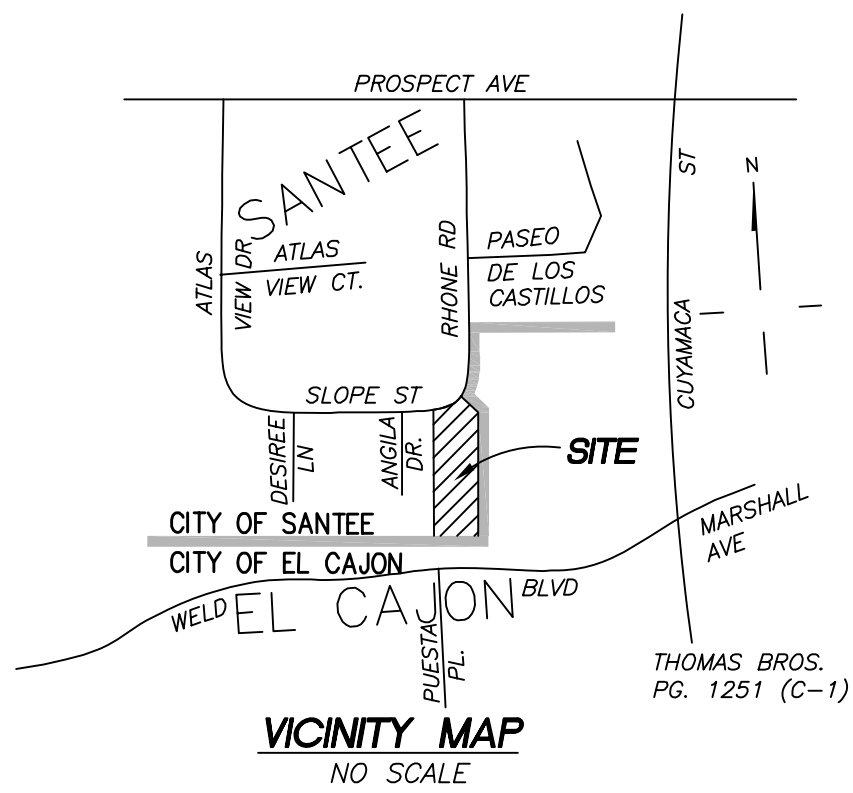 PROSPECT AVE
SANTEE
ST
N
ATLAS
VIEW DR
ATLAS
VIEW CT.
RHONE RD
PASEO
DE LOS
CASTILLOS
CUYAMACA
SLOPE ST
DESIREE
LN
ANGILA
DR.
SITE
CITY OF SANTEE
CITY OF EL CAJON
MARSHALL
AVE
WELD
EL CAJON
BLVD
PUESTA
PL.
THOMAS BROS.
PG. 1251 (C-1)
VICINITY MAP
NO SCALE